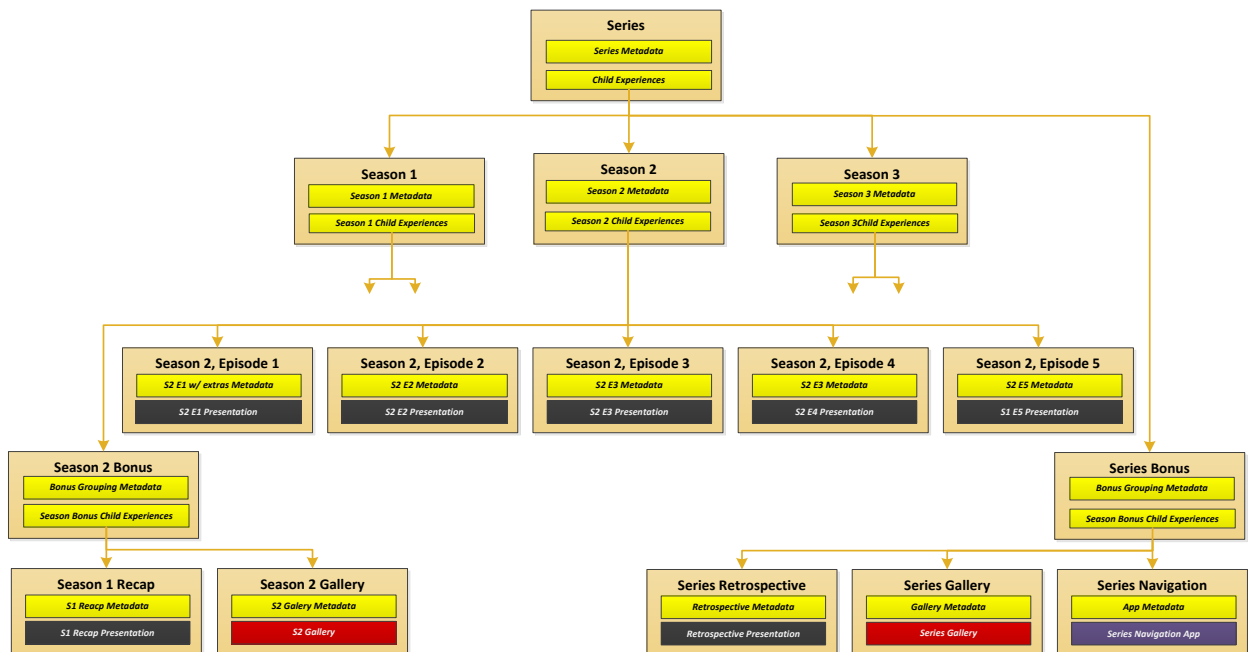 Series
Series Metadata
Child Experiences
Season 1
Season 1 Metadata
Season 1 Child Experiences
Season 2
Season 2 Metadata
Season 2 Child Experiences
Season 3
Season 3 Metadata
Season 3Child Experiences
Season 2, Episode 1
S2 E1 w/ extras Metadata
S2 E1 Presentation
Season 2, Episode 2
S2 E2 Metadata
S2 E2 Presentation
Season 2, Episode 3
S2 E3 Metadata
S2 E3 Presentation
Season 2, Episode 4
S2 E3 Metadata
S2 E4 Presentation
Season 2, Episode 5
S2 E5 Metadata
S1 E5 Presentation
Season 2 Bonus
Bonus Grouping Metadata
Season Bonus Child Experiences
Series Bonus
Bonus Grouping Metadata
Season Bonus Child Experiences
Season 1 Recap
S1 Reacp Metadata
S1 Recap Presentation
Season 2 Gallery
S2 Galery Metadata
S2 Gallery
Series Retrospective
Retrospective Metadata
Retrospective Presentation
Series Gallery
Gallery Metadata
Series Gallery
Series Navigation
App Metadata
Series Navigation App